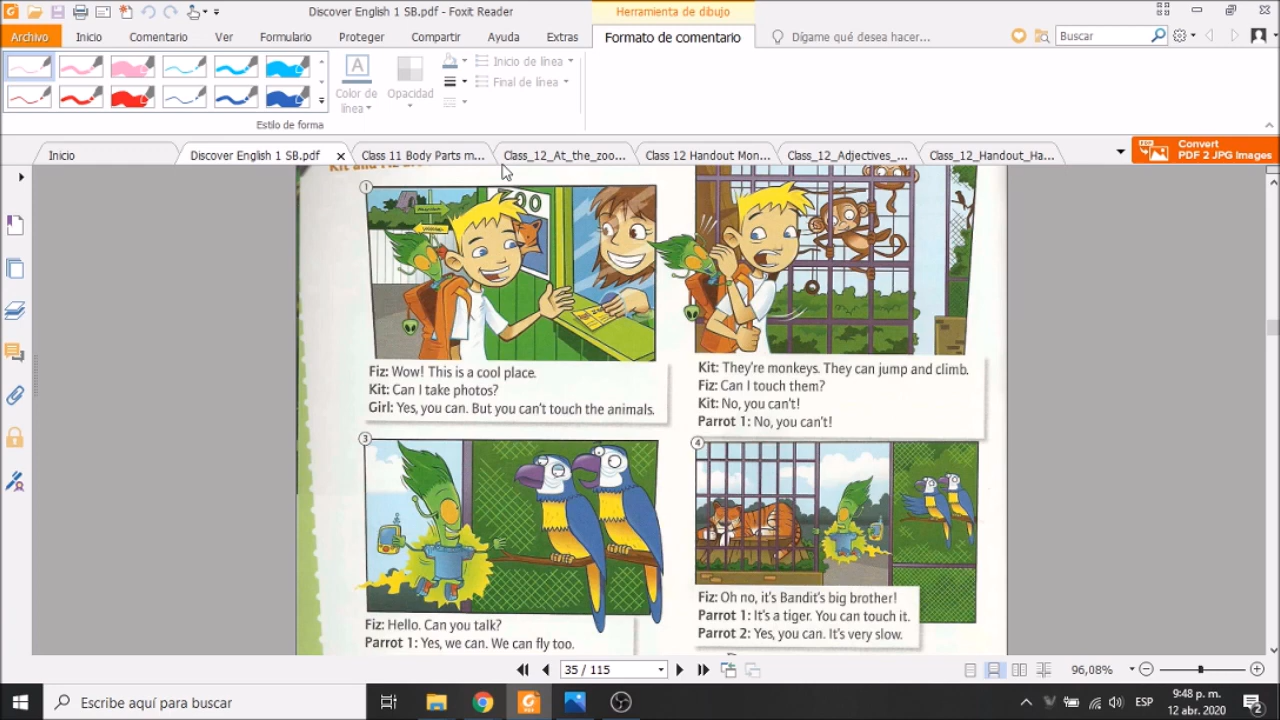 Discover English 1 SB.pdf - Foxit Reader
Herramienta de dibujo
Archivo
Inicio
Comentario
Ver
Formulario
Proteger
Compartir
Ayuda
Extras
Formato de comentario
Dígame qué desea hacer...
Buscar
Color de línea
Opacidad
Inicio de línea
Final de línea
Estilo de forma
Inicio
Discover English 1 SB.pdf
Class 11 Body Parts m...
Class_12_At_the_zoo...
Class 12 Handout Mon...
Class_12_Adjectives_...
Class_12_Handout_Ha...
Convert
PDF 2 JPG Images
1
ZOO
Fiz: Wow! This is a cool place.
Kit: Can I take photos?
Girl: Yes, you can. But you can't touch the animals.
Kit: They're monkeys. They can jump and climb.
Fiz: Can I touch them?
Kit: No, you can't!
Parrot 1: No, you can't!
3
Fiz: Hello. Can you talk?
Parrot 1: Yes, we can. We can fly too.
4
Fiz: Oh no, it's Bandit's big brother!
Parrot 1: It's a tiger. You can touch it.
Parrot 2: Yes, you can. It's very slow.
35 / 115
96,08%
Escribe aquí para buscar
ESP
9:48 p. m.
12 abr. 2020
2